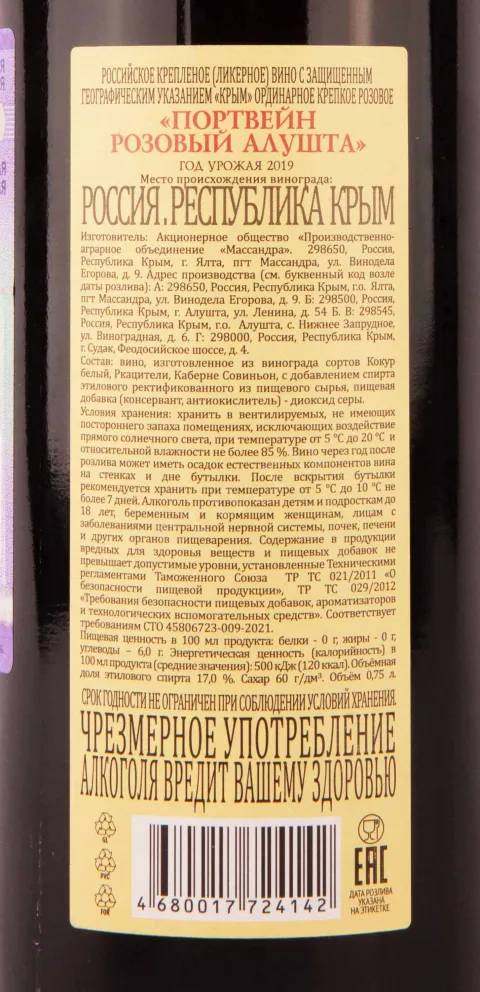 РОССИЙСКОЕ КРЕПЛЕНОЕ (ЛИКЕРНОЕ) ВИНО С ЗАЩИЩЕННЫМ
ГЕОГРАФИЧЕСКИМ УКАЗАНИЕМ «КРЫМ» ОРДИНАРНОЕ КРЕПКОЕ РОЗОВОЕ
«ПОРТВЕЙН
РОЗОВЫЙ АЛУШТА»
ГОД УРОЖАЯ 2019
Место происхождения винограда:
РОССИЯ. РЕСПУБЛИКА КРЫМ
Изготовитель: Акционерное общество «Производственно-
аграрное объединение «Массандра». 298650, Россия,
Республика Крым, г. Ялта, пгт Массандра, ул. Винодела
Егорова, д. 9. Адрес производства (см. буквенный код возле
даты розлива): А: 298650, Россия, Республика Крым, г.о. Ялта,
пгт Массандра, ул. Винодела Егорова, д. 9. Б: 298500, Россия,
Республика Крым, г. Алушта, ул. Ленина, д. 54 Б. В: 298545,
Россия, Республика Крым, г.о. Алушта, с. Нижнее Запрудное,
ул. Виноградная, д. 6. Г: 298000, Россия, Республика Крым,
г. Судак, Феодосийское шоссе, д. 4.
Состав: вино, изготовленное из винограда сортов Кокур
белый, Ркацители, Каберне Совиньон, с добавлением спирта
этилового ректификованного из пищевого сырья, пищевая
добавка (консервант, антиокислитель) - диоксид серы.
Условия хранения: хранить в вентилируемых, не имеющих
постороннего запаха помещениях, исключающих воздействие
прямого солнечного света, при температуре от 5 °С до 20 °С и
относительной влажности не более 85 %. Вино через год после
розлива может иметь осадок естественных компонентов вина
на стенках и дне бутылки. После вскрытия бутылки
рекомендуется хранить при температуре от 5 °С до 10 °С не
более 7 дней. Алкоголь противопоказан детям и подросткам до
18 лет, беременным и кормящим женщинам, лицам с
заболеваниями центральной нервной системы, почек, печени
и других органов пищеварения. Содержание в продукции
вредных для здоровья веществ и пищевых добавок не
превышает допустимые уровни, установленные Техническими
регламентами Таможенного Союза ТР ТС 021/2011 «О
безопасности пищевой продукции», ТР ТС 029/2012
«Требования безопасности пищевых добавок, ароматизаторов
и технологических вспомогательных средств». Соответствует
требованиям СТО 45806723-009-2021.
Пищевая ценность в 100 мл продукта: белки - 0 г, жиры - 0 г,
углеводы – 6,0 г. Энергетическая ценность (калорийность) в
100 мл продукта (средние значения): 500 кДж (120 ккал). Объёмная
доля этилового спирта 17,0 %. Сахар 60 г/дм³. Объём 0,75 л.
СРОК ГОДНОСТИ НЕ ОГРАНИЧЕН ПРИ СОБЛЮДЕНИИ УСЛОВИЙ ХРАНЕНИЯ.
ЧРЕЗМЕРНОЕ УПОТРЕБЛЕНИЕ
АЛКОГОЛЯ ВРЕДИТ ВАШЕМУ ЗДОРОВЬЮ
GL
PVC
FOR
4 680017 724142
EAC
ДАТА РОЗЛИВА
УКАЗАНА
НА ЭТИКЕТКЕ